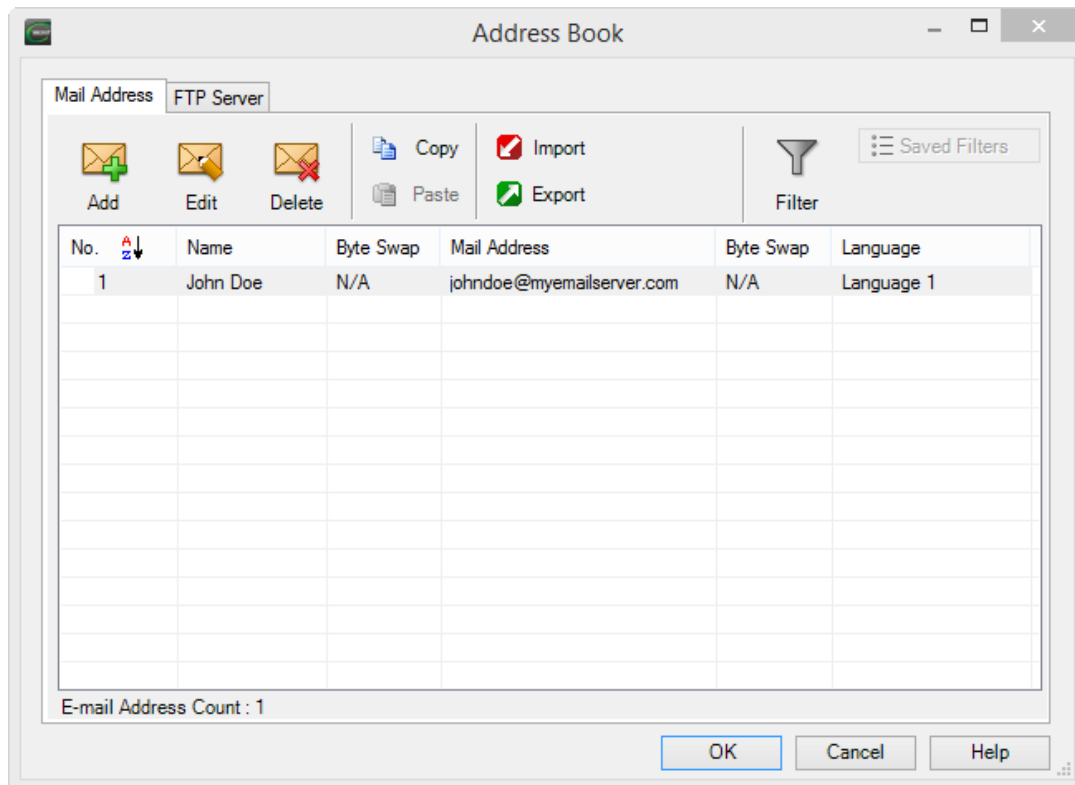 Address Book
Mail Address FTP Server
Copy Import Saved Filters
Paste Export
Add Edit Delete Filter
No. Name Byte Swap Mail Address Byte Swap Language
1 John Doe N/A johndoe@myemailserver.com N/A Language 1
E-mail Address Count : 1
OK Cancel Help